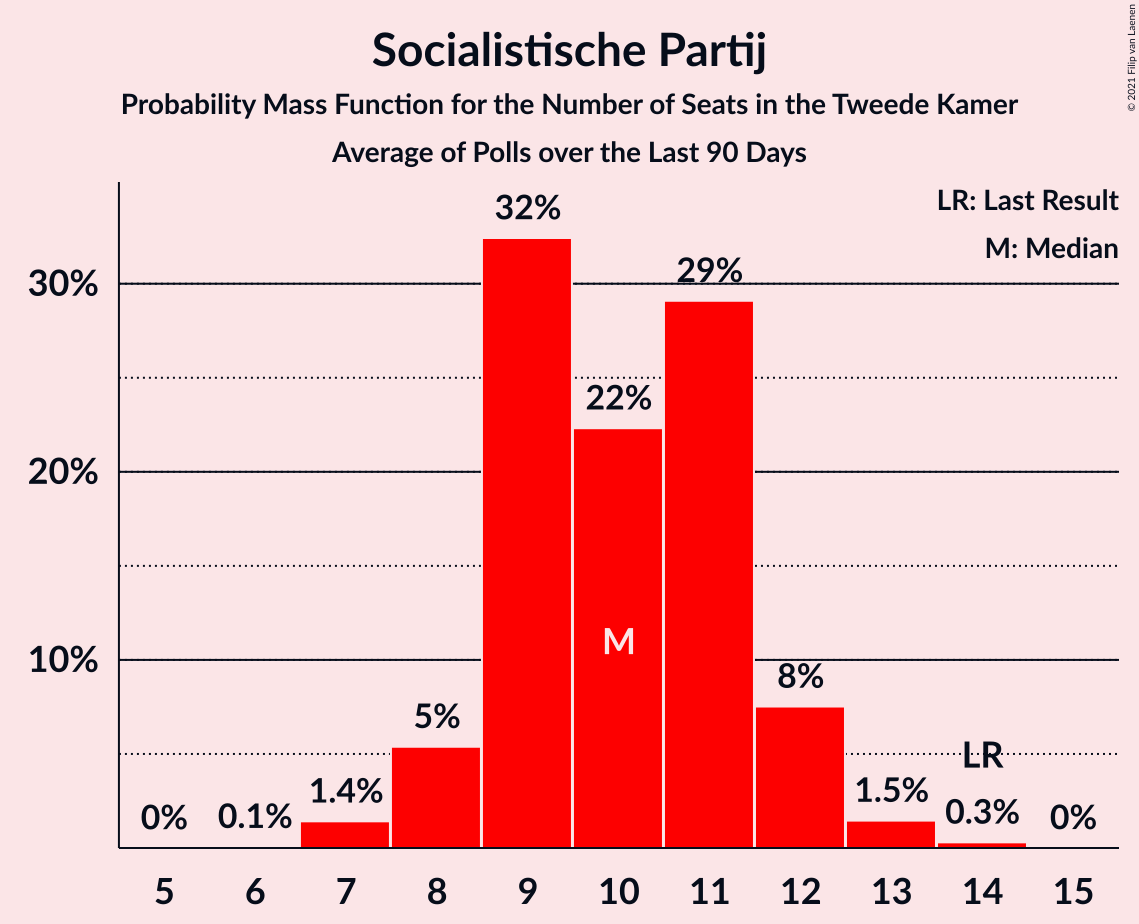 Socialistische Partij
Probability Mass Function for the Number of Seats in the Tweede Kamer
Average of Polls over the Last 90 Days
© 2021 Filip van Laenen
LR: Last Result
M: Median
30%
20%
10%
0%
0.1%
1.4%
5%
32%
22%
29%
8%
1.5%
0.3%
0%
M
LR
5 6 7 8 9 10 11 12 13 14 15